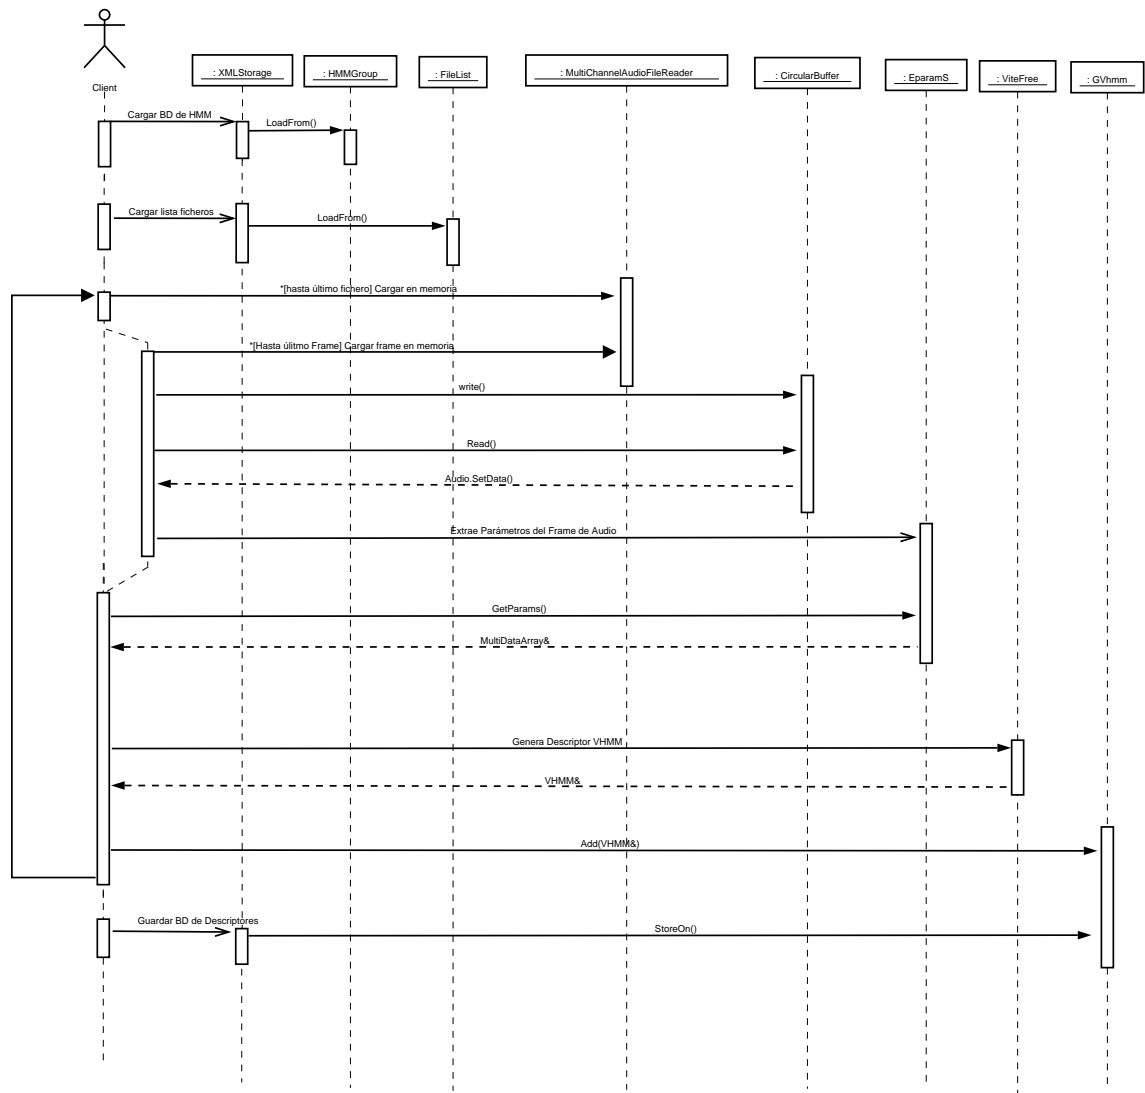 : XMLStorage
: HMMGroup
: FileList
: MultiChannelAudioFileReader
: CircularBuffer
: EparamS
: ViteFree
: GVhmm
Client
Cargar BD de HMM
LoadFrom()
Cargar lista ficheros
LoadFrom()
*[hasta último fichero] Cargar en memoria
*[Hasta úlitmo Frame] Cargar frame en memoria
write()
Read()
Audio.SetData()
Extrae Parámetros del Frame de Audio
GetParams()
MultiDataArray&
Genera Descriptor VHMM
VHMM&
Add(VHMM&)
Guardar BD de Descriptores
StoreOn()